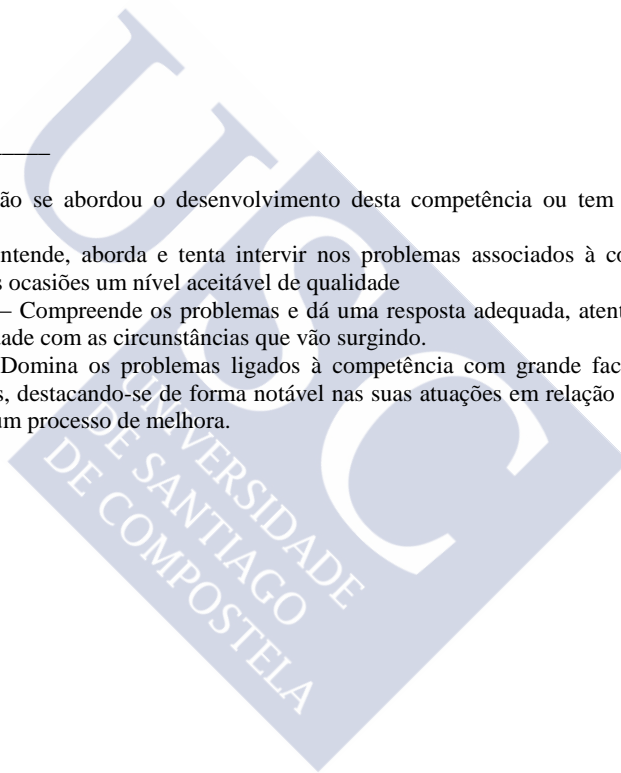 ão se abordou o desenvolvimento desta competência ou tem
ntende, aborda e tenta intervir nos problemas associados à co
s ocasiões um nível aceitável de qualidade
– Compreende os problemas e dá uma resposta adequada, aten
dade com as circunstâncias que vão surgindo.
Domina os problemas ligados à competência com grande fac
s, destacando-se de forma notável nas suas atuações em relação
um processo de melhora.
USC
UNIVERSIDADE
DE SANTIAGO
DE COMPOSTELA